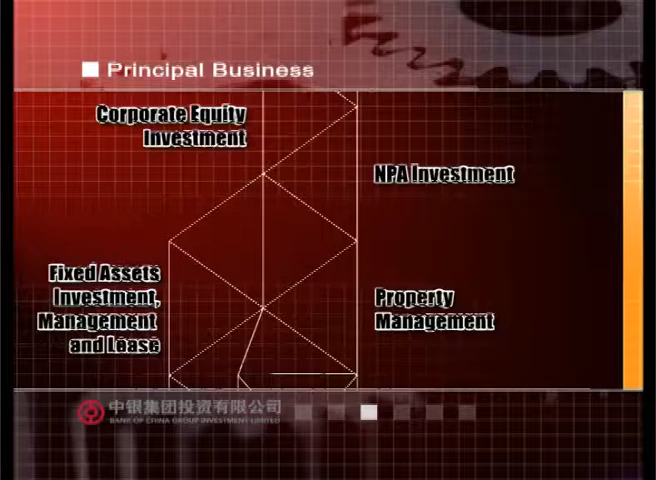 Principal Business
Corporate Equity
Investment
NPA Investment
Fixed Assets
Investment,
Management
and Lease
Property
Management
中银集团投资有限公司
BANK OF CHINA GROUP INVESTMENT LIMITED